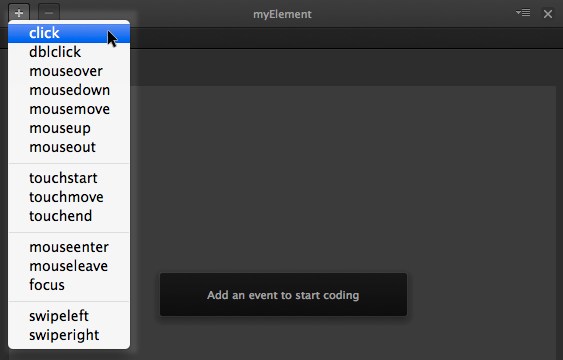 myElement
click
dblclick
mouseover
mousedown
mousemove
mouseup
mouseout
touchstart
touchmove
touchend
mouseenter
mouseleave
focus
swipeleft
swiperight
Add an event to start coding